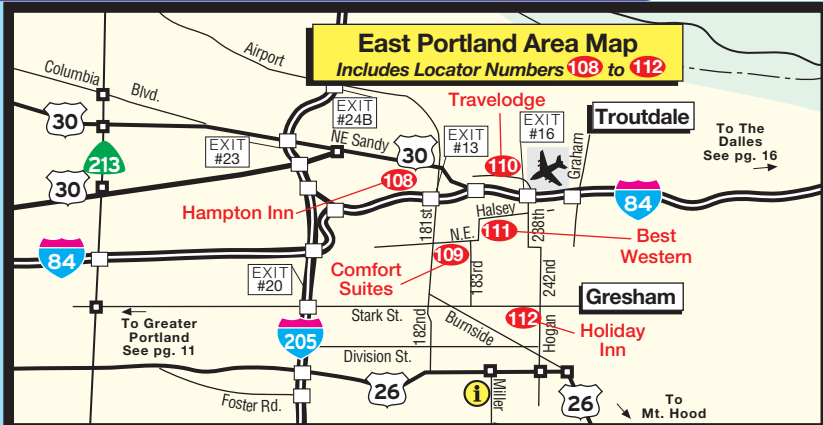 East Portland Area Map
Includes Locator Numbers 108 to 112
Airport
Columbia
Blvd.
Travelodge
EXIT
#24B
EXIT
#13
EXIT
#16
Troutdale
30
NE Sandy
30
EXIT
#23
213
110
Graham
To The
Dalles
See pg. 16
30
108
Hampton Inn
181st
Halsey
238th
84
N.E.
111
Best
Western
84
109
Comfort
Suites
183rd
242nd
EXIT
#20
Gresham
To Greater
Portland
See pg. 11
Stark St.
182nd
Burnside
112
Hogan
Holiday
Inn
205
Division St.
26
i
Miller
26
Foster Rd.
To
Mt. Hood